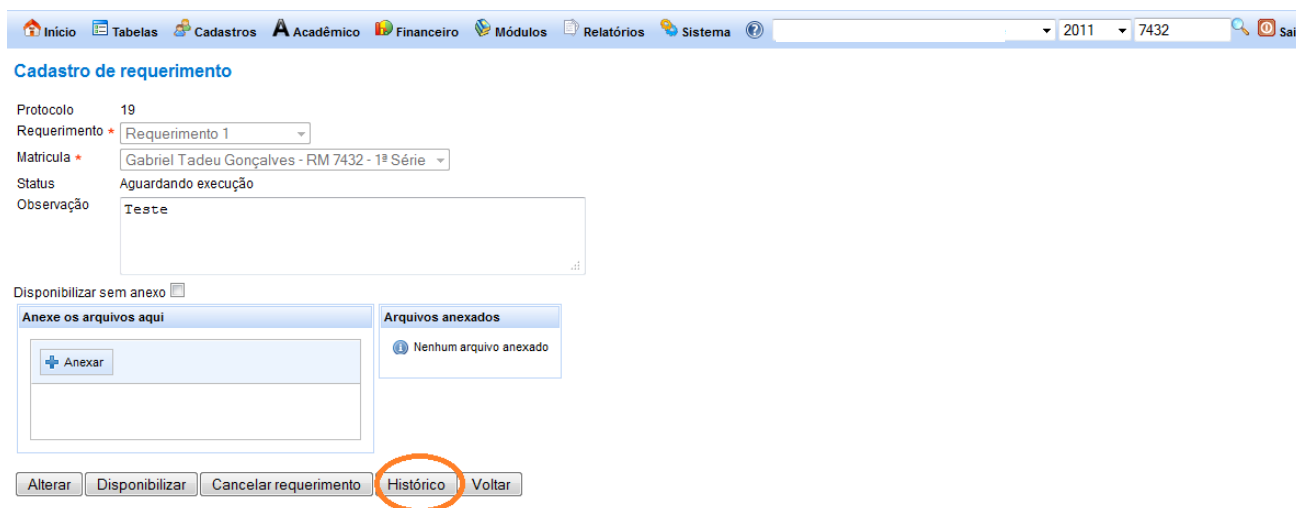 Início Tabelas Cadastros Acadêmico Financeiro Módulos Relatórios Sistema 2011 7432 Sai
Cadastro de requerimento
Protocolo 19
Requerimento * Requerimento 1
Matricula * Gabriel Tadeu Gonçalves - RM 7432 - 1ª Série
Status Aguardando execução
Observação Teste
Disponibilizar sem anexo
Anexe os arquivos aqui Arquivos anexados
Anexar Nenhum arquivo anexado
Alterar Disponibilizar Cancelar requerimento Histórico Voltar